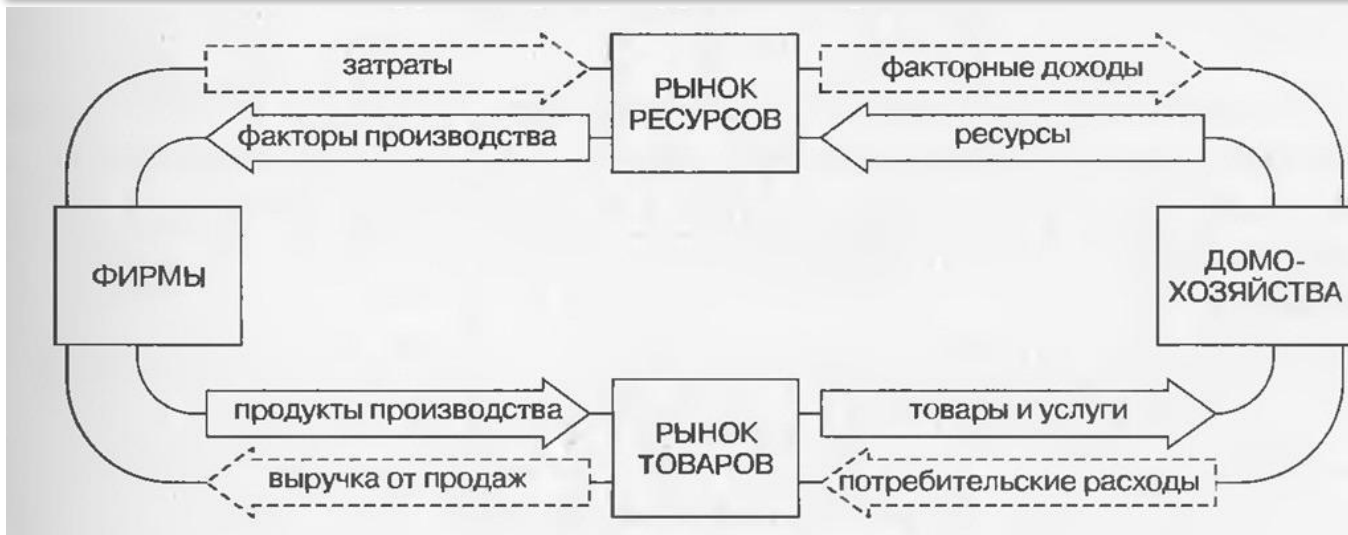 затраты
РЫНОК
РЕСУРСОВ
факторные доходы
факторы производства
ресурсы
ФИРМЫ
ДОМО-
ХОЗЯЙСТВА
продукты производства
РЫНОК
ТОВАРОВ
товары и услуги
выручка от продаж
потребительские расходы